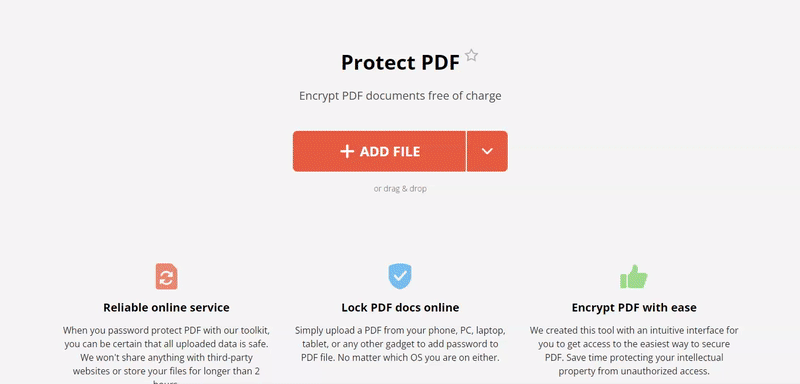 Protect PDF
Encrypt PDF documents free of charge
ADD FILE
or drag & drop
Reliable online service
When you password protect PDF with our toolkit,
you can be certain that all uploaded data is safe.
We won't share anything with third-party
websites or store your files for longer than 2
hours.
Lock PDF docs online
Simply upload a PDF from your phone, PC, laptop,
tablet, or any other gadget to add password to
PDF file. No matter which OS you are on either.
Encrypt PDF with ease
We created this tool with an intuitive interface for
you to get access to the easiest way to secure
PDF. Save time protecting your intellectual
property from unauthorized access.